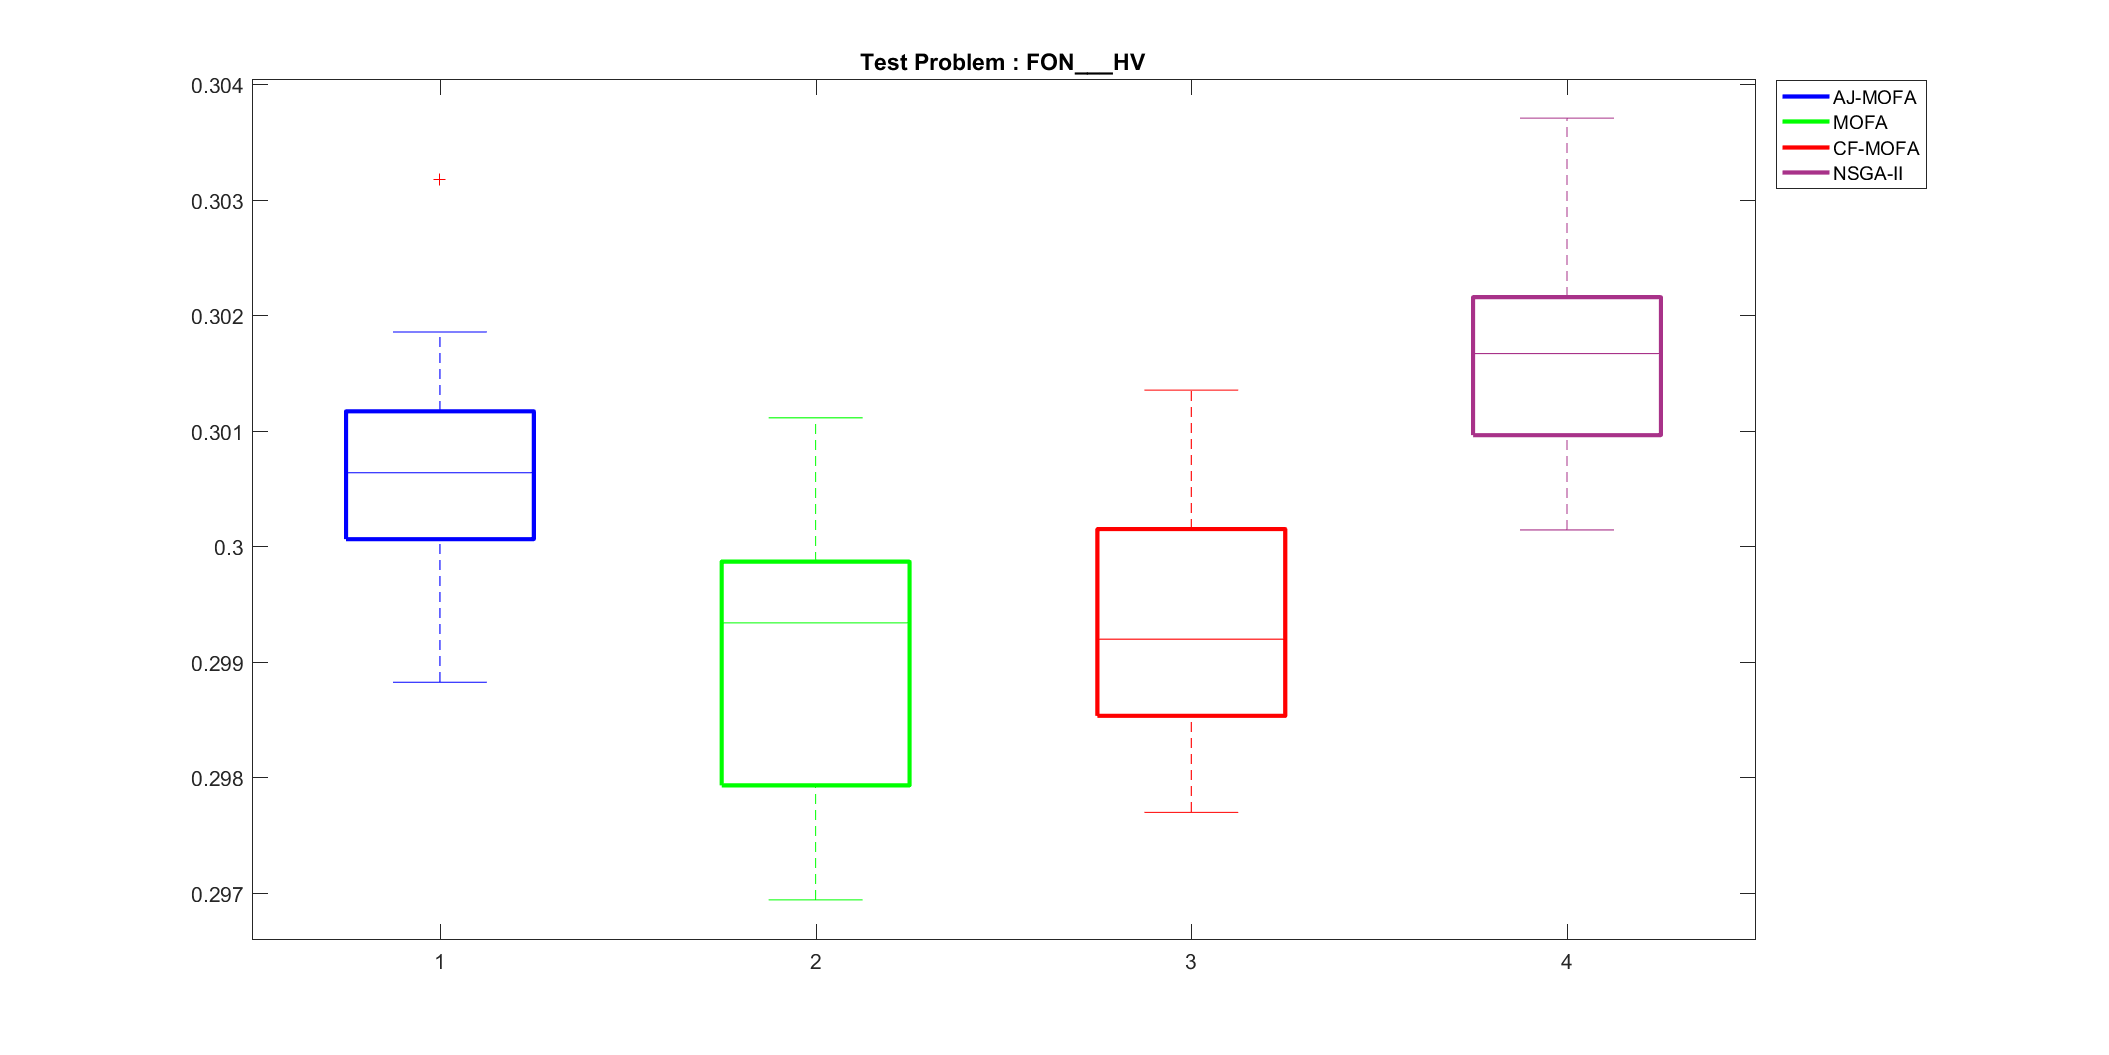 Test Problem : FON___HV
0.304
0.303
0.302
0.301
0.3
0.299
0.298
0.297
1 2 3 4
AJ-MOFA
MOFA
CF-MOFA
NSGA-II